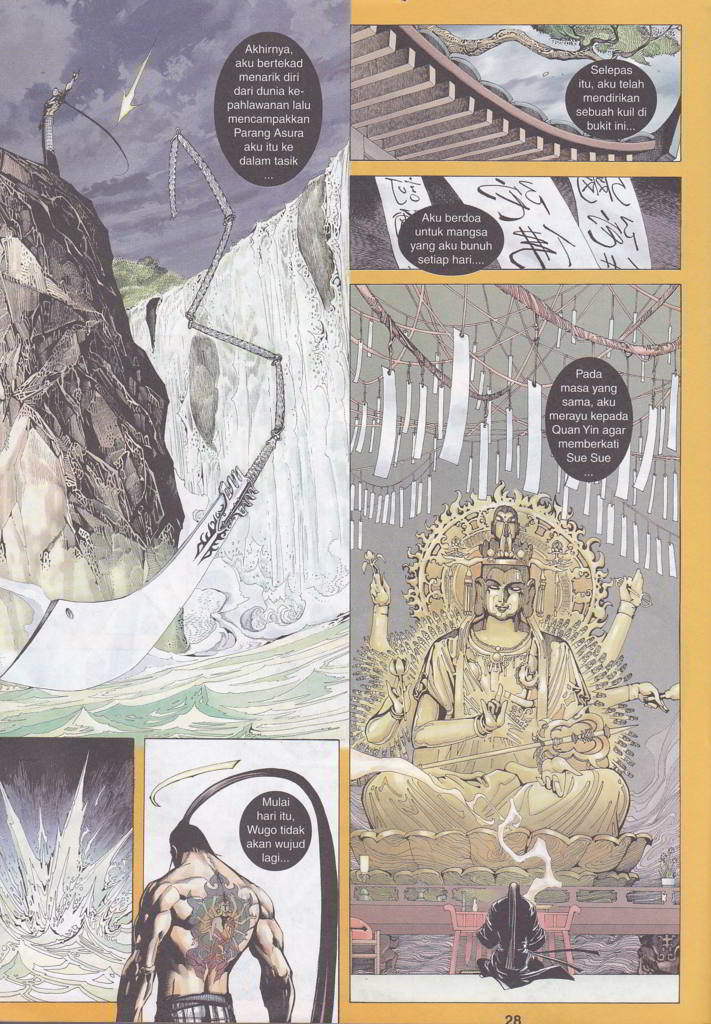 Akhirnya,
aku bertekad
menarik diri
dari dunia ke-
pahlawanan lalu
mencampakkan
Parang Asura
aku itu ke
dalam tasik
...
Mulai
hari itu,
Wugo tidak
akan wujud
lagi...
Selepas
itu, aku telah
mendirikan
sebuah kuil di
bukit ini...
Aku berdoa
untuk mangsa
yang aku bunuh
setiap hari....
Pada
masa yang
sama, aku
merayu kepada
Quan Yin agar
memberkati
Sue Sue
...
28